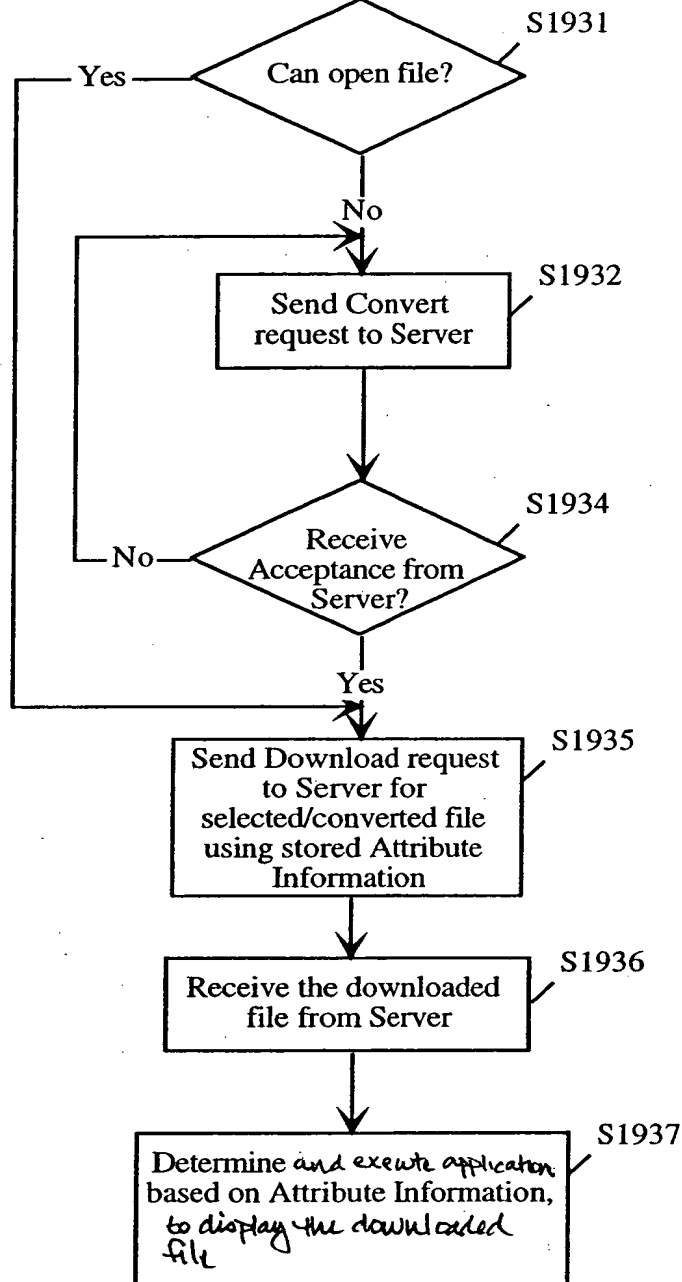 S1931
Can open file?
Yes
No
S1932
Send Convert
request to Server
S1934
Receive
Acceptance from
Server?
No
Yes
S1935
Send Download request
to Server for
selected/converted file
using stored Attribute
Information
S1936
Receive the downloaded
file from Server
S1937
Determine and execute application
based on Attribute Information,
to display the downloaded
file